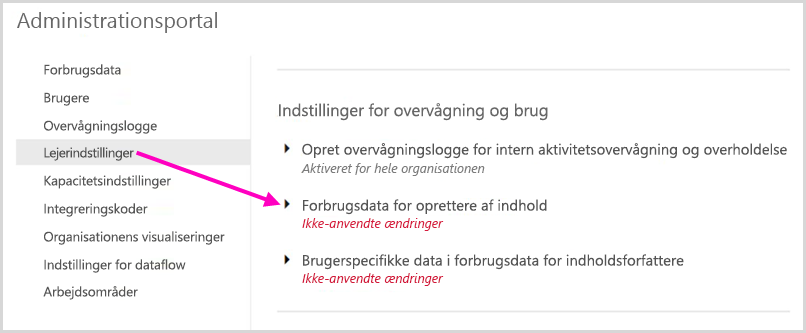 Administrationsportal
Forbrugsdata
Brugere
Overvågningslogge
Lejerindstillinger
Kapacitetsindstillinger
Integreringskoder
Organisationens visualiseringer
Indstillinger for dataflow
Arbejdsområder
Indstillinger for overvågning og brug
Opret overvågningslogge for intern aktivitetsovervågning og overholdelse
Aktiveret for hele organisationen
Forbrugsdata for oprettere af indhold
Ikke-anvendte ændringer
Brugerspecifikke data i forbrugsdata for indholdsforfattere
Ikke-anvendte ændringer